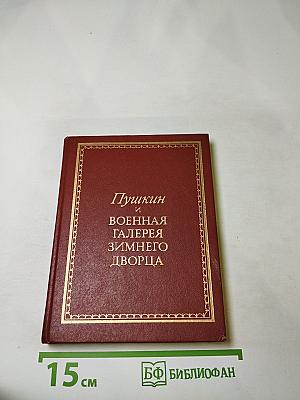 Пушкин
и
ВОЕННАЯ
ГАЛЕРЕЯ
ЗИМНЕГО
ДВОРЦА
15 см
БФ БИБЛИОФАН